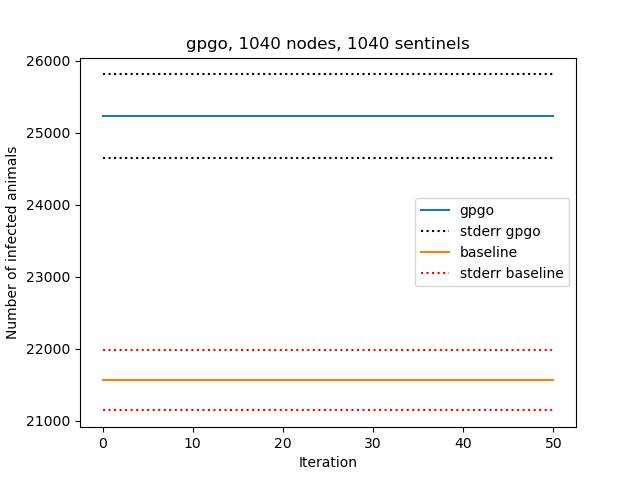 gpgo, 1040 nodes, 1040 sentinels
26000
25000
24000
23000
22000
21000
Number of infected animals
gpgo
stderr gpgo
baseline
stderr baseline
0 10 20 30 40 50
Iteration